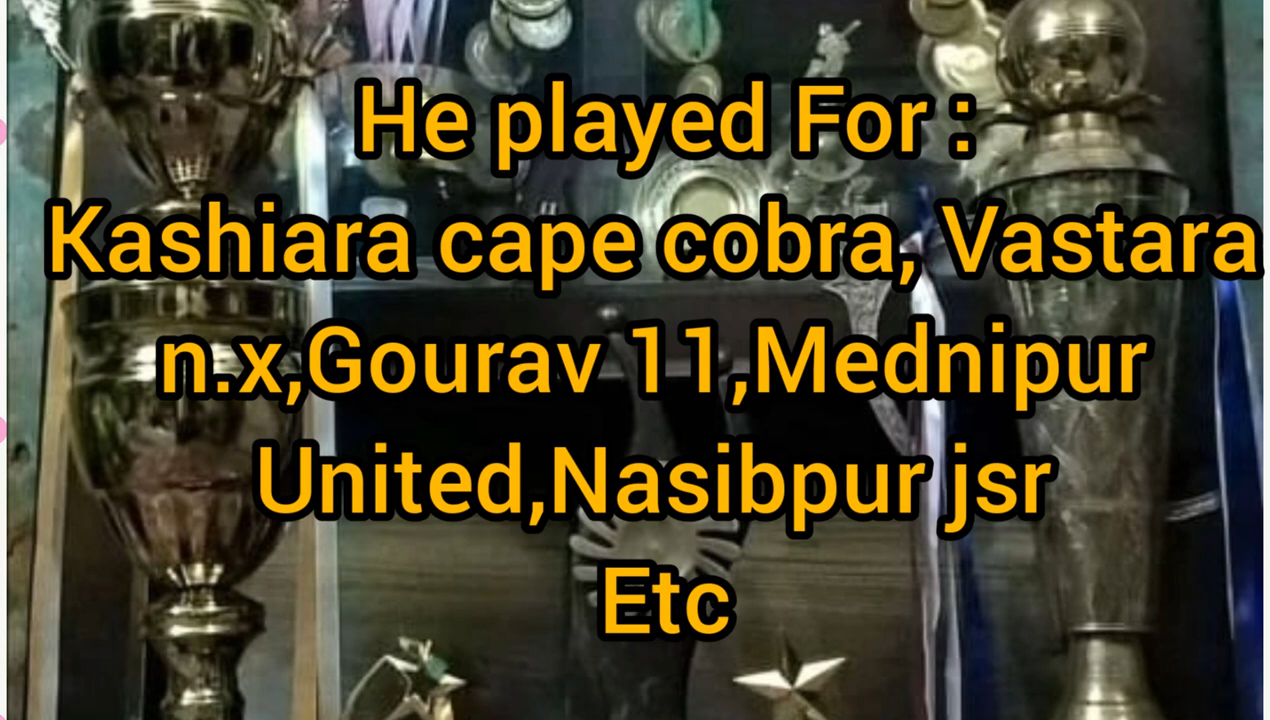 He played For :
Kashiara cape cobra, Vastara
n.x,Gourav 11,Mednipur
United,Nasibpur jsr
Etc